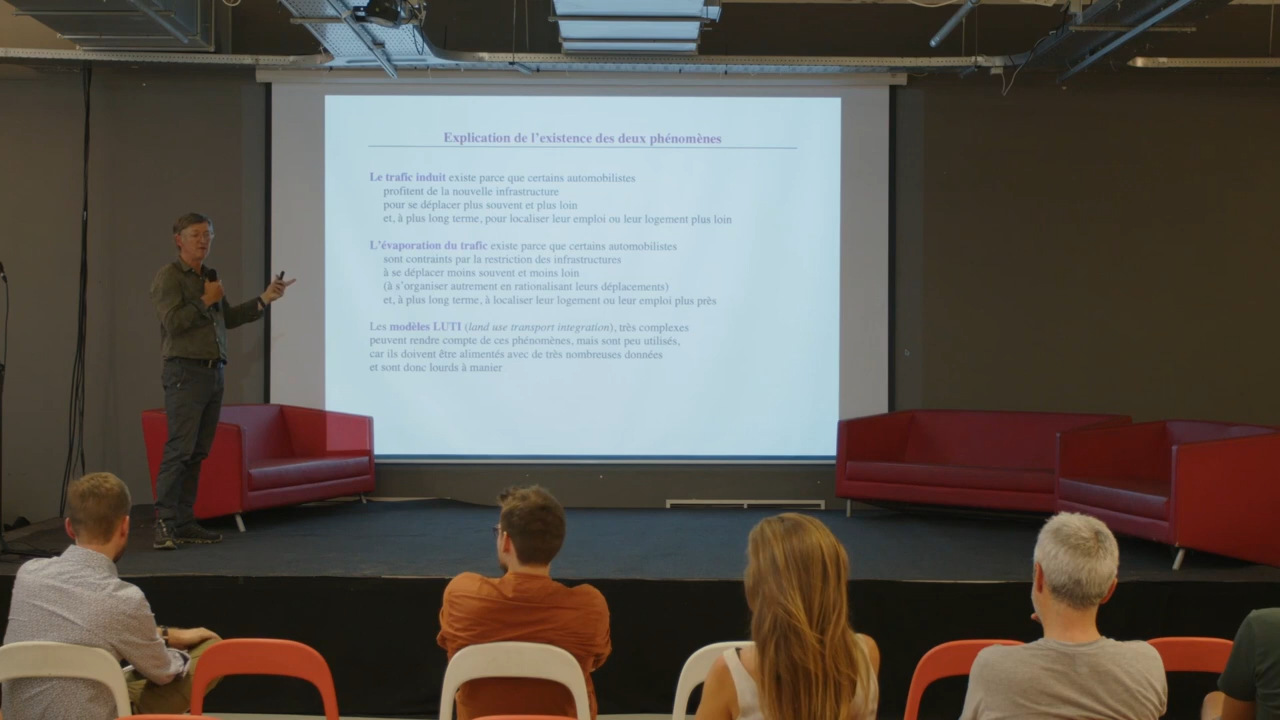 Explication de l'existence des deux phénomènes
Le trafic induit existe parce que certains automobilistes
profitent de la nouvelle infrastructure
pour se déplacer plus souvent et plus loin
et, à plus long terme, pour localiser leur emploi ou leur logement plus loin
L'évaporation du trafic existe parce que certains automobilistes
sont contraints par la restriction des infrastructures
à se déplacer moins souvent et moins loin
(à s'organiser autrement en rationalisant leurs déplacements)
et, à plus long terme, à localiser leur logement ou leur emploi plus près
Les modèles LUTI (land use transport integration), très complexes
peuvent rendre compte de ces phénomènes, mais sont peu utilisés,
car ils doivent être alimentés avec de très nombreuses données
et sont donc lourds à manier